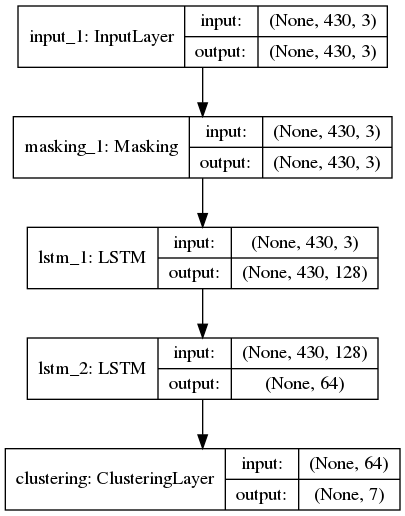 input_1: InputLayer
input: (None, 430, 3)
output: (None, 430, 3)
masking_1: Masking
input: (None, 430, 3)
output: (None, 430, 3)
lstm_1: LSTM
input: (None, 430, 3)
output: (None, 430, 128)
lstm_2: LSTM
input: (None, 430, 128)
output: (None, 64)
clustering: ClusteringLayer
input: (None, 64)
output: (None, 7)